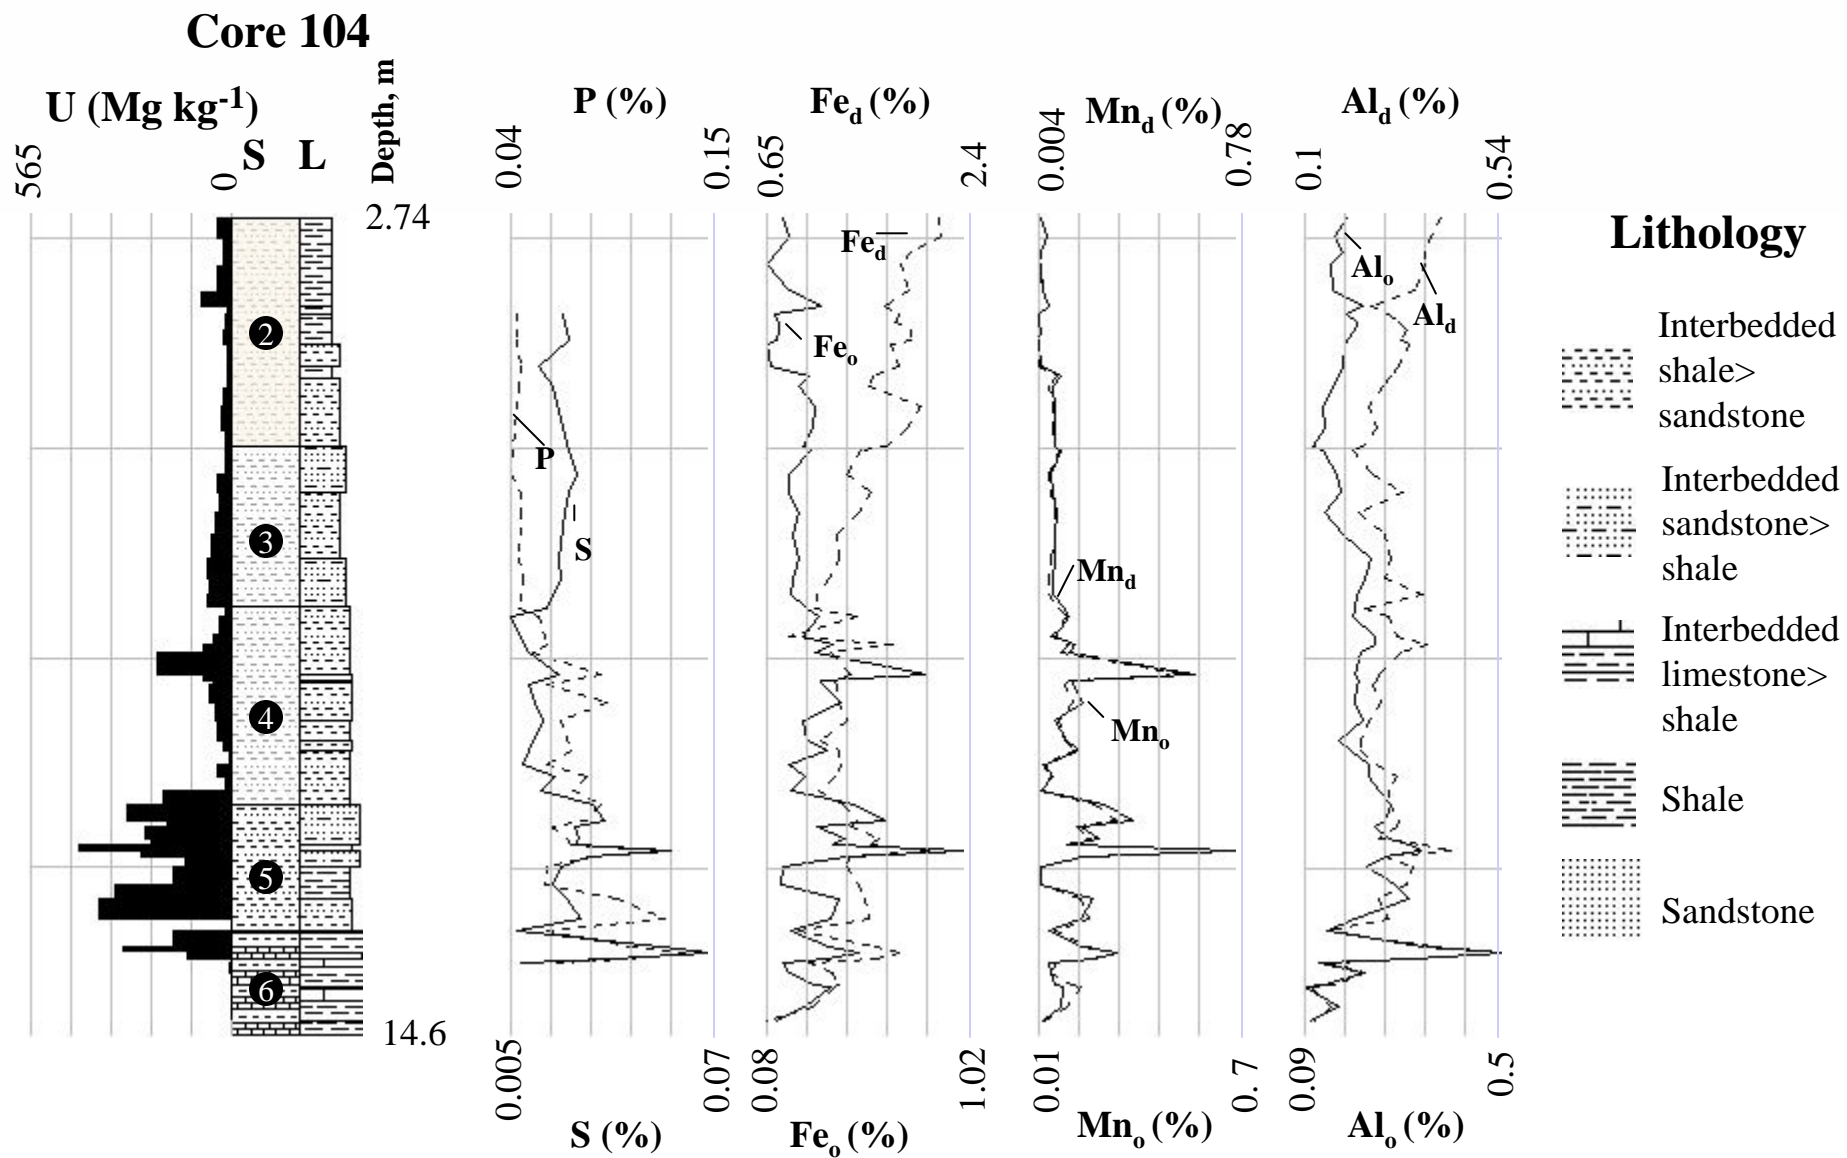 Core 104
U (Mg kg-1)
S L
Depth, m
565
0
P (%)
Fed (%)
Mnd (%)
Ald (%)
0.04
0.15
0.65
2.4
0.004
0.78
0.1
0.54
2.74
Fed
Alo
Ald
2
Feo
P
3
S
Mnd
4
Mno
5
6
14.6
0.005
0.07
0.08
1.02
0.01
0. 7
0.09
0.5
S (%)
Feo (%)
Mno (%)
Alo (%)
Lithology
Interbedded
shale>
sandstone
Interbedded
sandstone>
shale
Interbedded
limestone>
shale
Shale
Sandstone